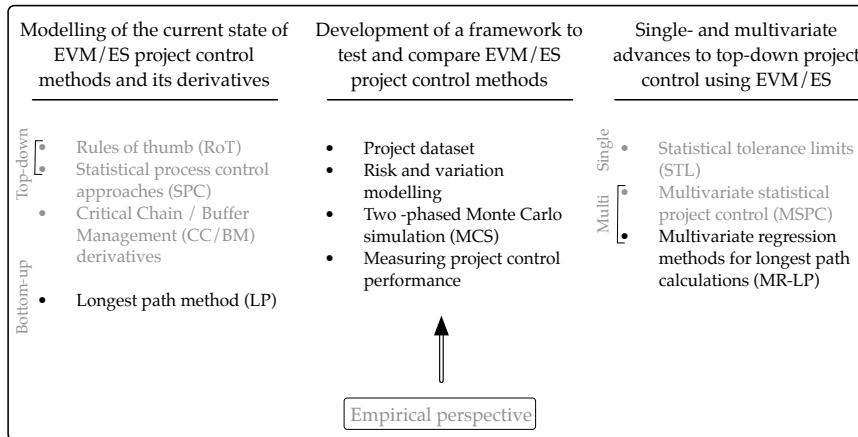 Modelling of the current state of
EVM/ES project control
methods and its derivatives
Top-down
• Rules of thumb (RoT)
• Statistical process control
approaches (SPC)
• Critical Chain / Buffer
Management (CC/BM)
derivatives
Bottom-up
• Longest path method (LP)
Development of a framework to
test and compare EVM/ES
project control methods
• Project dataset
• Risk and variation
modelling
• Two -phased Monte Carlo
simulation (MCS)
• Measuring project control
performance
Empirical perspective
Single- and multivariate
advances to top-down project
control using EVM/ES
Single
• Statistical tolerance limits
(STL)
Multi
• Multivariate statistical
project control (MSPC)
• Multivariate regression
methods for longest path
calculations (MR-LP)